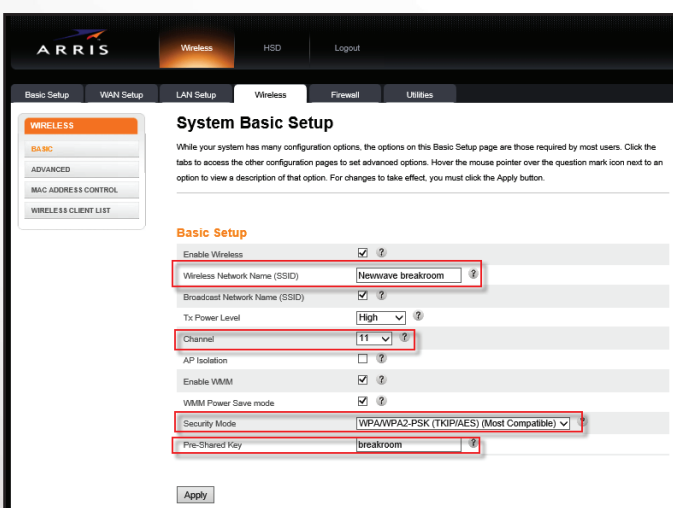 ARRIS
Wireless HSD Logout
Basic Setup WAN Setup LAN Setup Wireless Firewall Utilities
WIRELESS
BASIC
ADVANCED
MAC ADDRESS CONTROL
WIRELESS CLIENT LIST
System Basic Setup
While your system has many configuration options, the options on this Basic Setup page are those required by most users. Click the
tabs to access the other configuration pages to set advanced options. Hover the mouse pointer over the question mark icon next to an
option to view a description of that option. For changes to take effect, you must click the Apply button.
Basic Setup
Enable Wireless ?
Wireless Network Name (SSID) Newwave breakroom ?
Broadcast Network Name (SSID) ?
Tx Power Level High ?
Channel 11 ?
AP Isolation ?
Enable WMM ?
WMM Power Save mode ?
Security Mode WPA/WPA2-PSK (TKIP/AES) (Most Compatible) ?
Pre-Shared Key breakroom ?
Apply